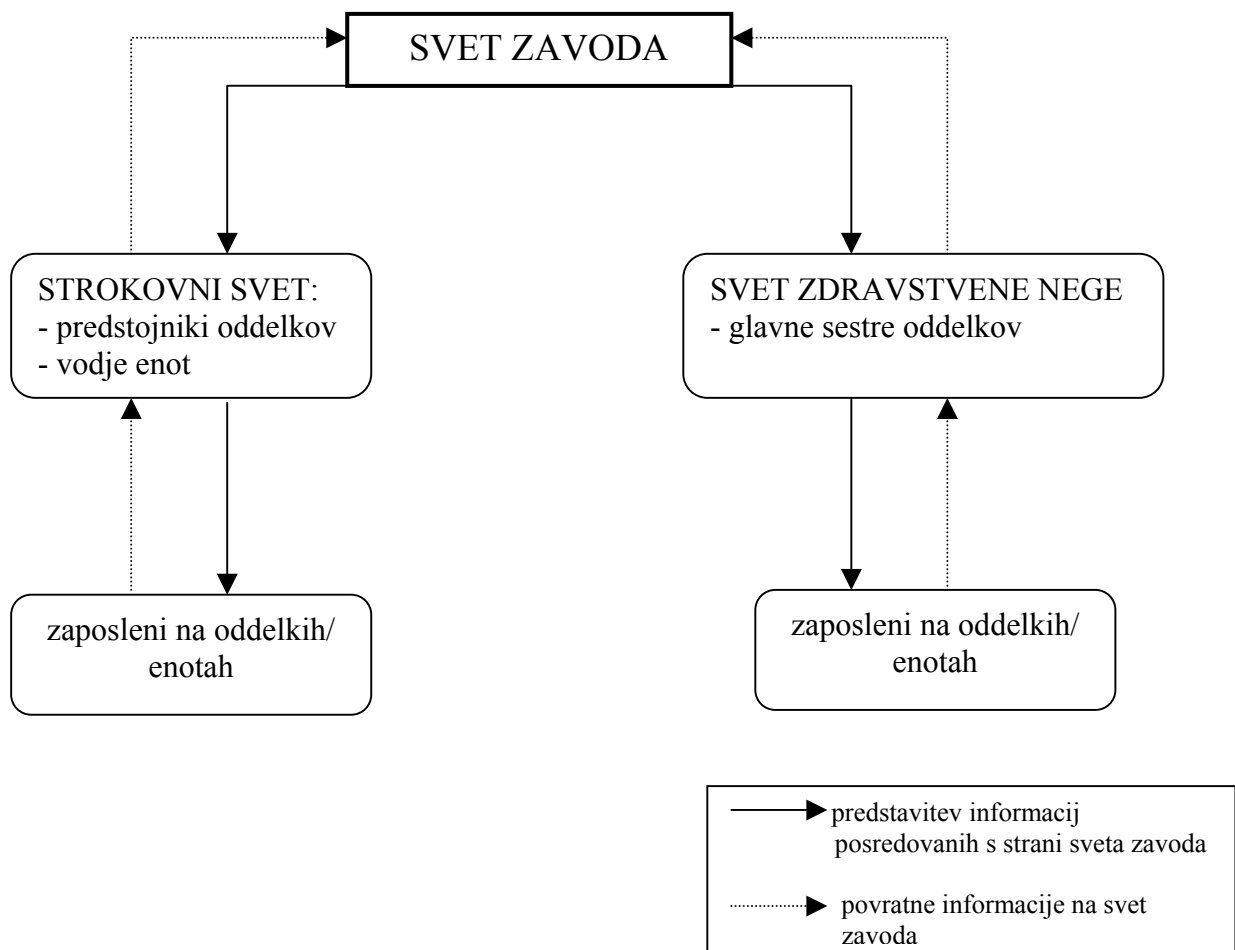 SVET ZAVODA
STROKOVNI SVET:
- predstojniki oddelkov
- vodje enot
SVET ZDRAVSTVENE NEGE
- glavne sestre oddelkov
zaposleni na oddelkih/
enotah
zaposleni na oddelkih/
enotah
predstavitev informacij
posredovanih s strani sveta zavoda
povratne informacije na svet
zavoda